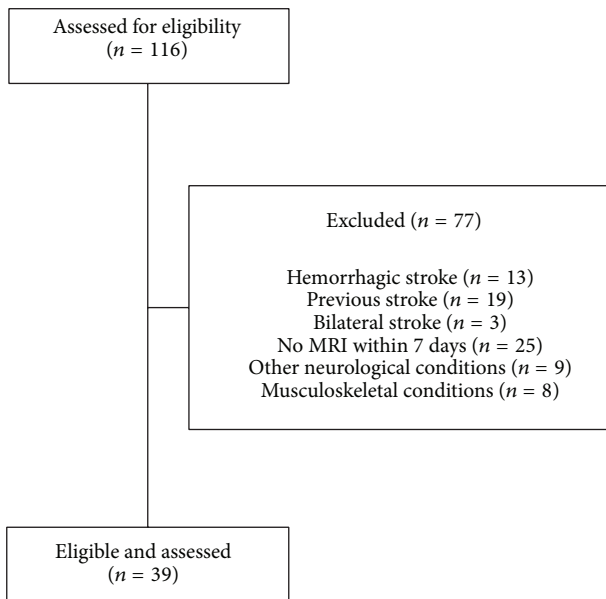 Assessed for eligibility
(n = 116)
Excluded (n = 77)
Hemorrhagic stroke (n = 13)
Previous stroke (n = 19)
Bilateral stroke (n = 3)
No MRI within 7 days (n = 25)
Other neurological conditions (n = 9)
Musculoskeletal conditions (n = 8)
Eligible and assessed
(n = 39)